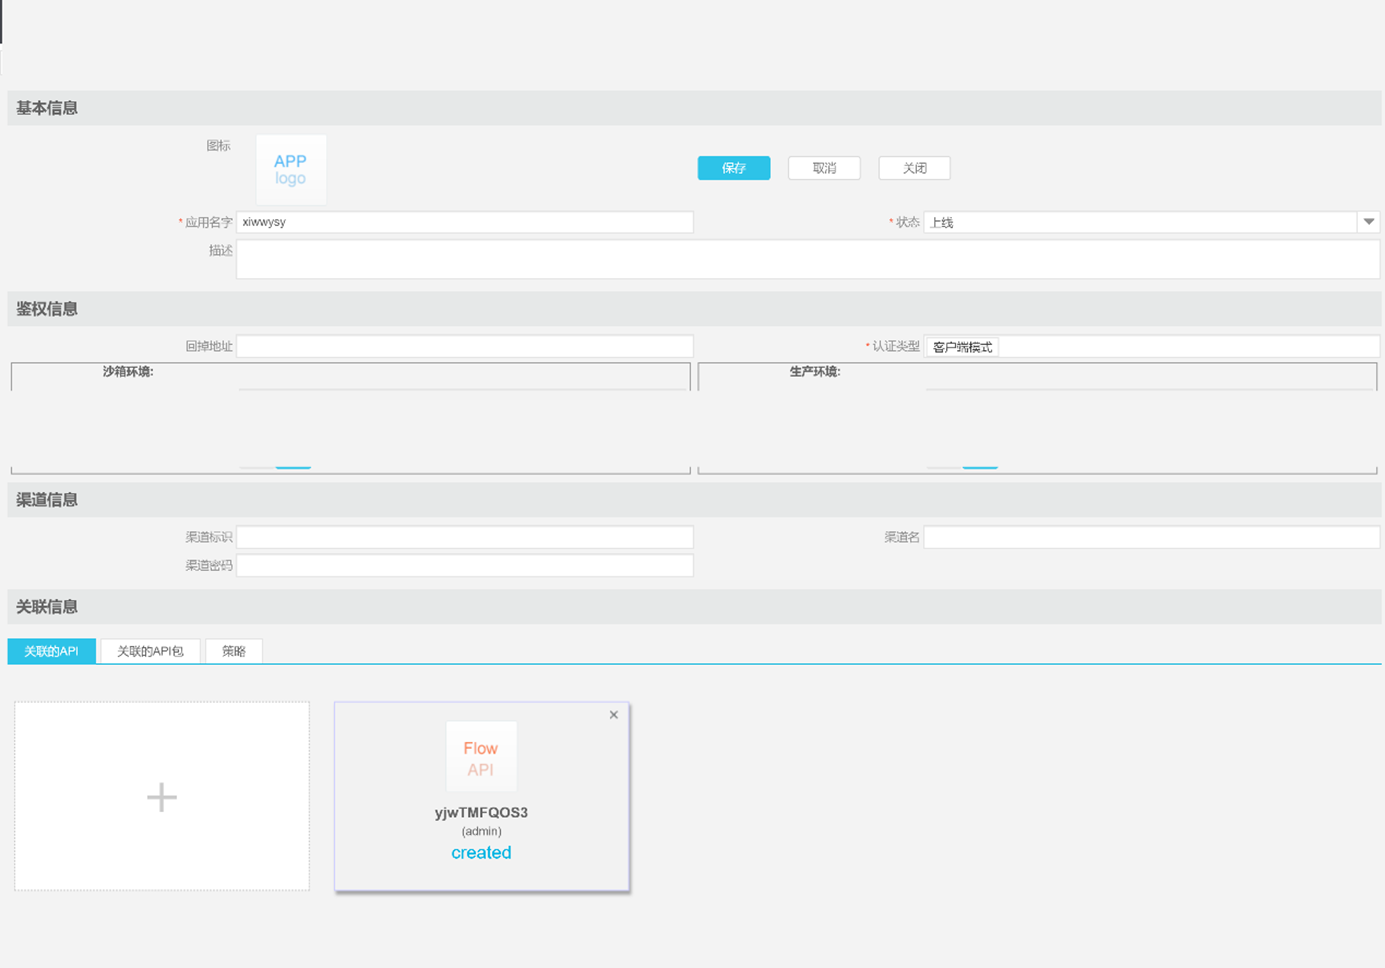 基本信息
图标
APP
logo
保存 取消 关闭
* 应用名字 xiwwysy * 状态 上线
描述
鉴权信息
回掉地址 * 认证类型 客户端模式
沙箱环境: 生产环境:
渠道信息
渠道标识 渠道名
渠道密码
关联信息
关联的API 关联的API包 策略
Flow
API
yjwTMFQOS3
(admin)
created